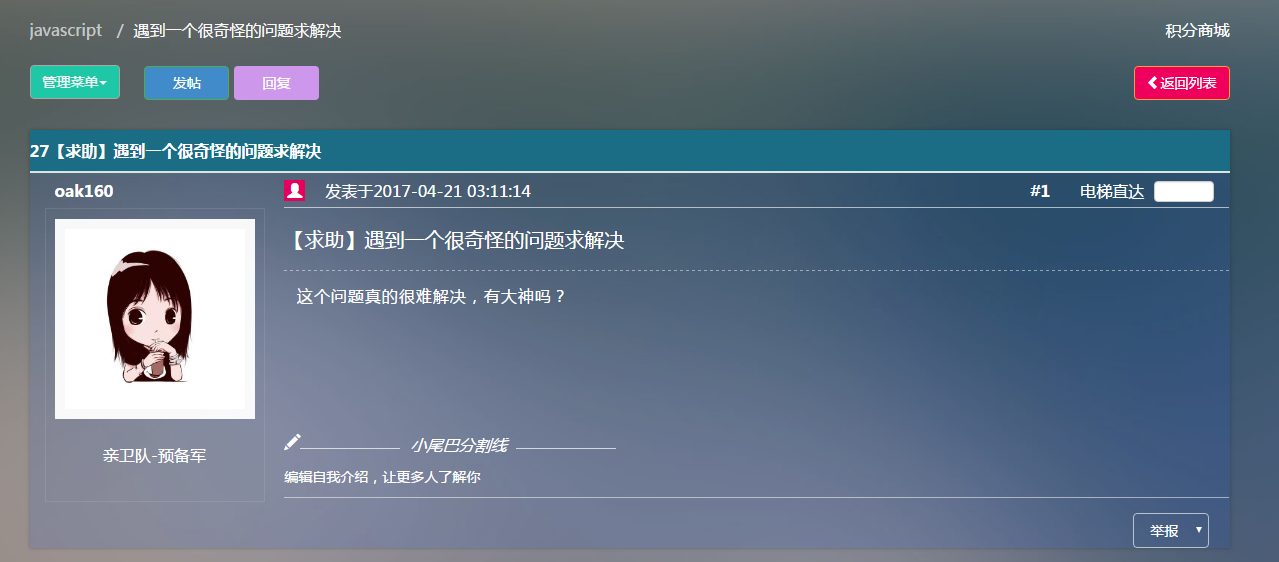 javascript / 遇到一个很奇怪的问题求解决 积分商城
管理菜单 发帖 回复 返回列表
27【求助】遇到一个很奇怪的问题求解决
oak160 发表于2017-04-21 03:11:14 #1 电梯直达
【求助】遇到一个很奇怪的问题求解决
这个问题真的很难解决，有大神吗？
小尾巴分割线
亲卫队-预备军
编辑自我介绍，让更多人了解你
举报